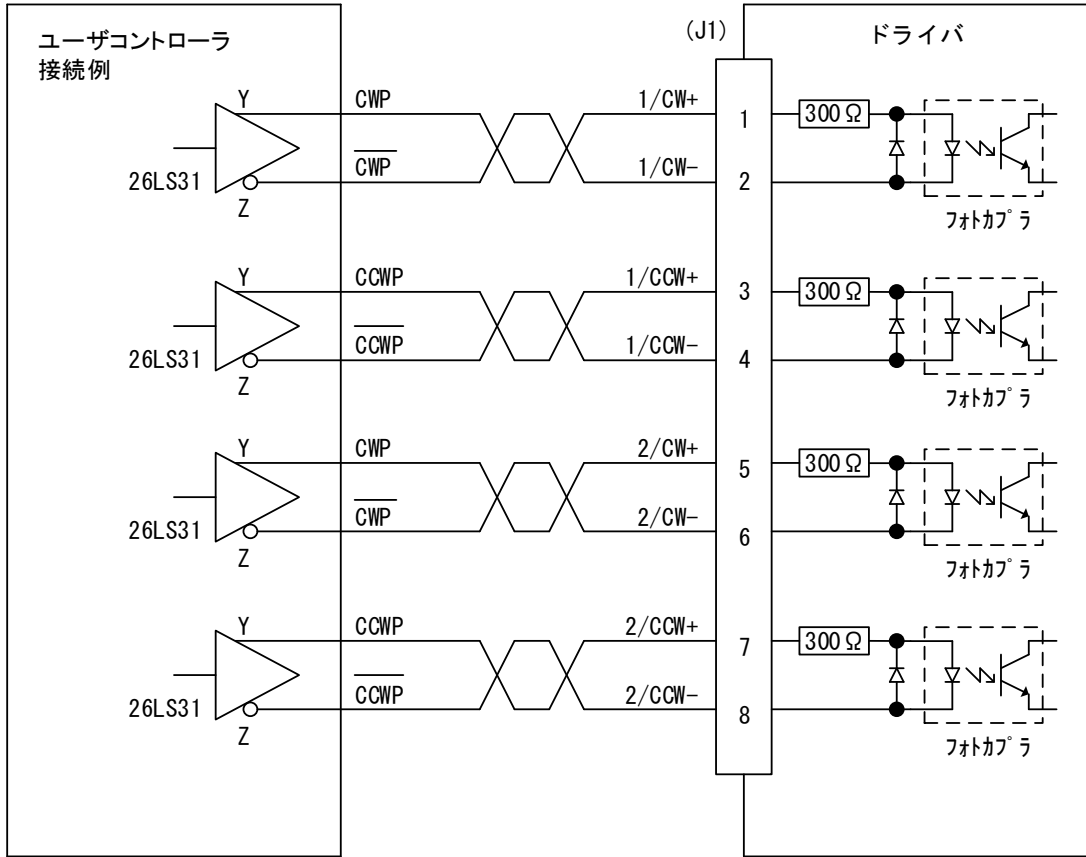 ユーザコントローラ
接続例
(J1)
ドライバ
Y
CWP
1/CW+
1
300Ω
26LS31
CWP
1/CW-
2
Z
フォトカプラ
Y
CCWP
1/CCW+
3
300Ω
26LS31
CCWP
1/CCW-
4
Z
フォトカプラ
Y
CWP
2/CW+
5
300Ω
26LS31
CWP
2/CW-
6
Z
フォトカプラ
Y
CCWP
2/CCW+
7
300Ω
26LS31
CCWP
2/CCW-
8
Z
フォトカプラ